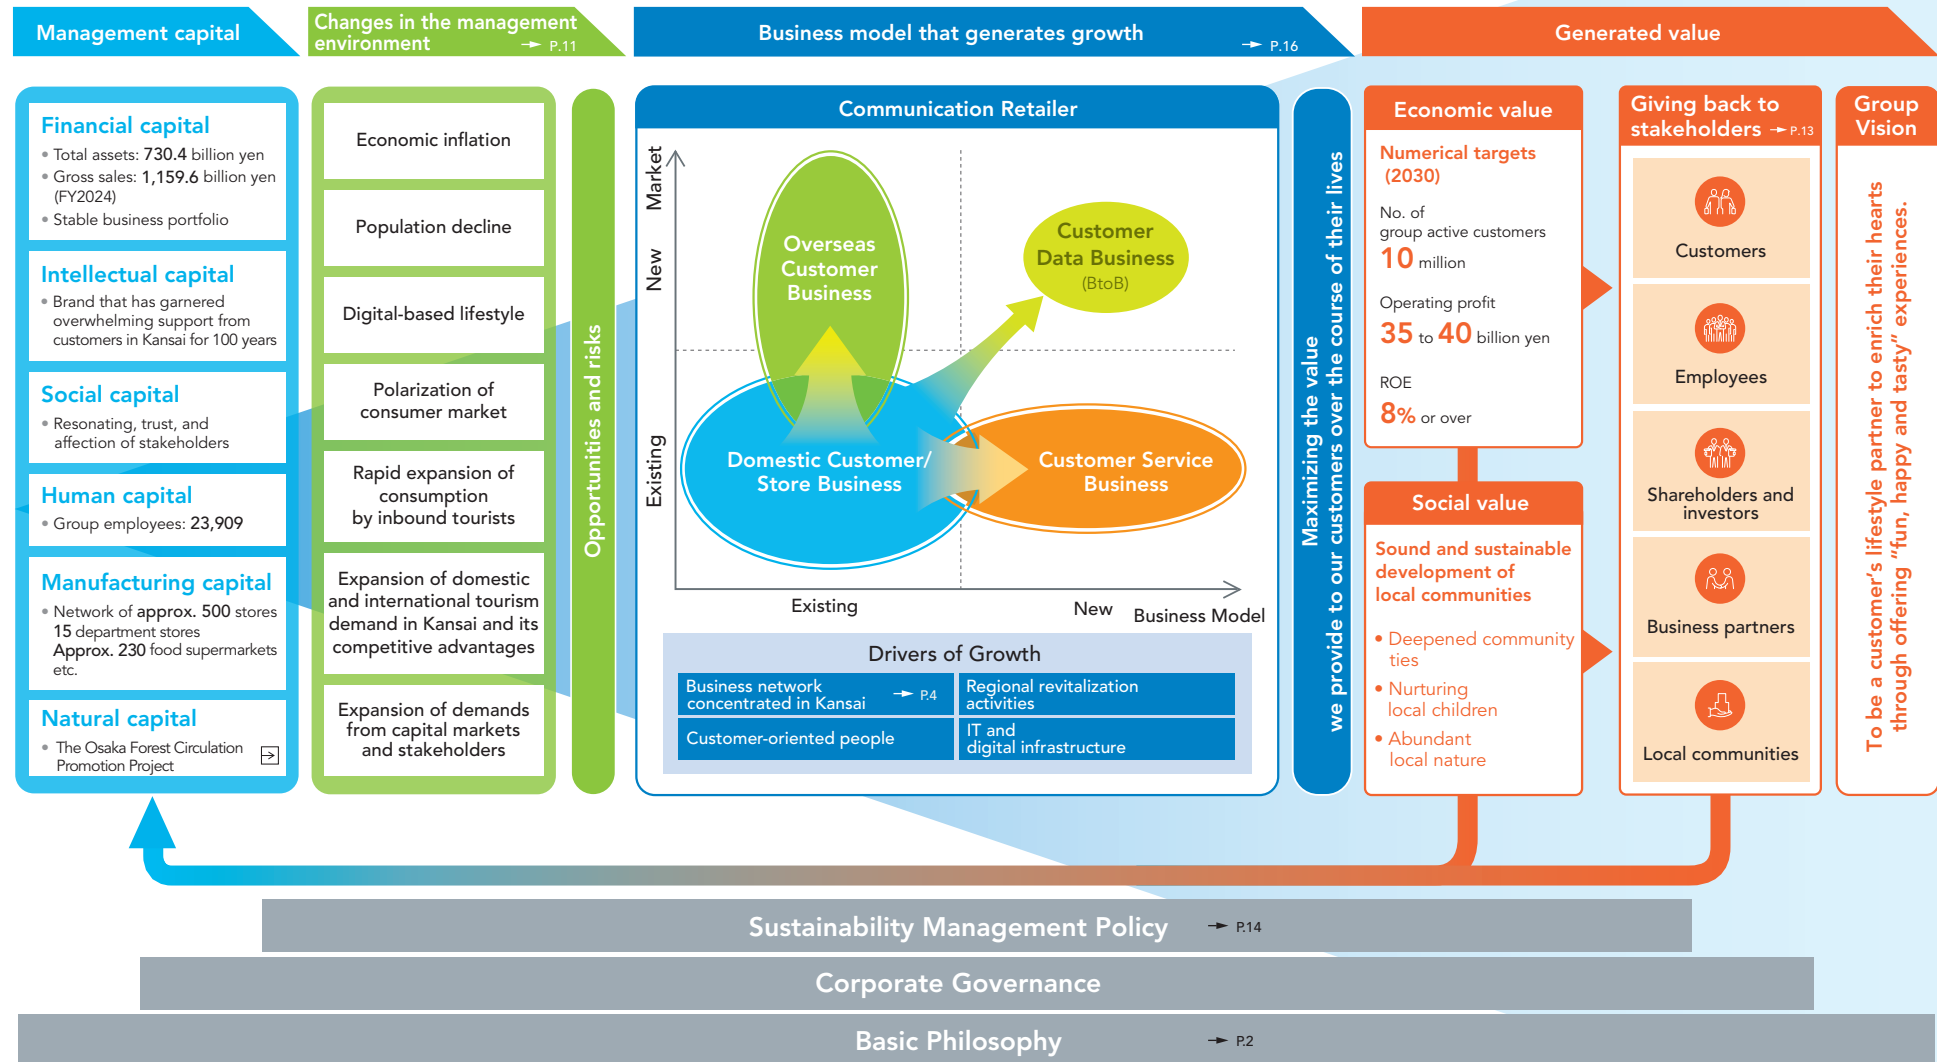 Management capital
Changes in the management
environment → P.11
Business model that generates growth → P.16
Generated value
Financial capital
• Total assets: 730.4 billion yen
• Gross sales: 1,159.6 billion yen
(FY2024)
• Stable business portfolio
Intellectual capital
• Brand that has garnered
overwhelming support from
customers in Kansai for 100 years
Social capital
• Resonating, trust, and
affection of stakeholders
Human capital
• Group employees: 23,909
Manufacturing capital
• Network of approx. 500 stores
15 department stores
Approx. 230 food supermarkets
etc.
Natural capital
• The Osaka Forest Circulation
Promotion Project
Economic inflation
Population decline
Digital-based lifestyle
Polarization of
consumer market
Rapid expansion of
consumption
by inbound tourists
Expansion of domestic
and international tourism
demand in Kansai and its
competitive advantages
Expansion of demands
from capital markets
and stakeholders
Opportunities and risks
Communication Retailer
Market
New
Existing
Overseas
Customer
Business
Customer
Data Business
(BtoB)
Domestic Customer/
Store Business
Customer Service
Business
Existing
New
Business Model
Drivers of Growth
Business network
concentrated in Kansai → P.4
Regional revitalization
activities
Customer-oriented people
IT and
digital infrastructure
Maximizing the value
we provide to our customers over the course of their lives
Economic value
Numerical targets
(2030)
No. of
group active customers
10 million
Operating profit
35 to 40 billion yen
ROE
8% or over
Social value
Sound and sustainable
development of
local communities
• Deepened community
ties
• Nurturing
local children
• Abundant
local nature
Giving back to
stakeholders → P.13
Customers
Employees
Shareholders and
investors
Business partners
Local communities
Group
Vision
To be a customer's lifestyle partner to enrich their hearts
through offering "fun, happy and tasty" experiences.
Sustainability Management Policy → P.14
Corporate Governance
Basic Philosophy → P.2